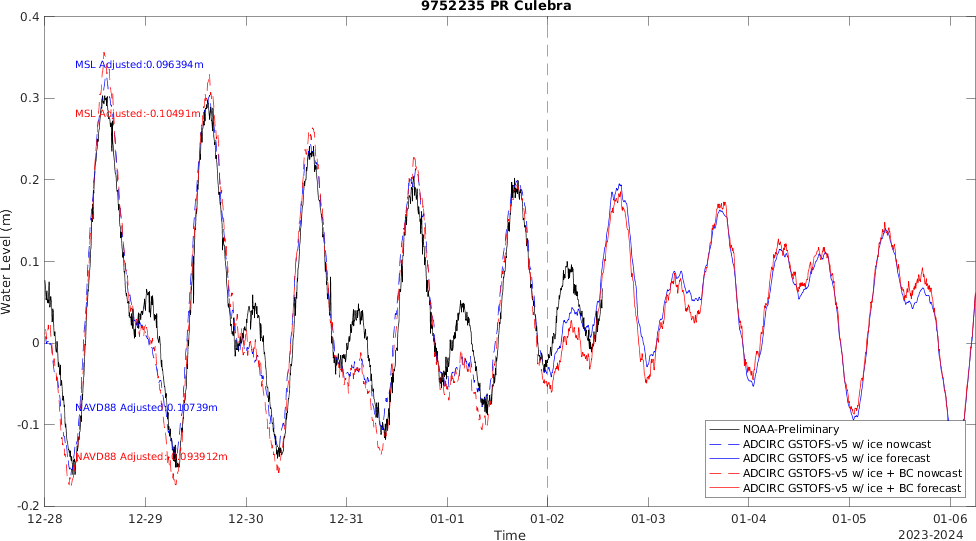 9752235 PR Culebra
0.4
0.3
0.2
0.1
0
-0.1
-0.2
Water Level (m)
MSL Adjusted:0.096394m
MSL Adjusted:-0.10491m
NAVD88 Adjusted:0.10739m
NAVD88 Adjusted:-0.093912m
NOAA-Preliminary
ADCIRC GSTOFS-v5 w/ ice nowcast
ADCIRC GSTOFS-v5 w/ ice forecast
ADCIRC GSTOFS-v5 w/ ice + BC nowcast
ADCIRC GSTOFS-v5 w/ ice + BC forecast
12-28 12-29 12-30 12-31 01-01 01-02 01-03 01-04 01-05 01-06
Time
2023-2024